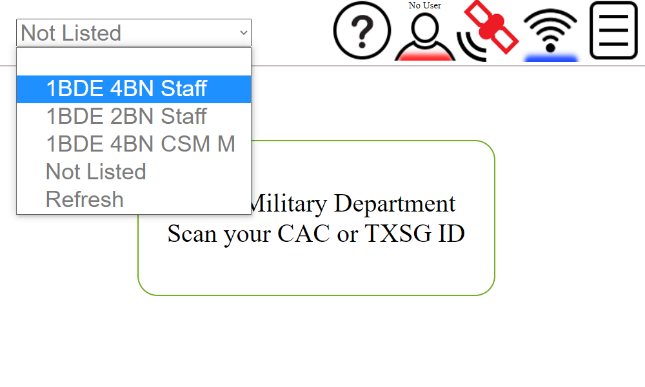 Not Listed
No User
?
1BDE 4BN Staff
1BDE 2BN Staff
1BDE 4BN CSM M
Not Listed
Refresh
Military Department
Scan your CAC or TXSG ID